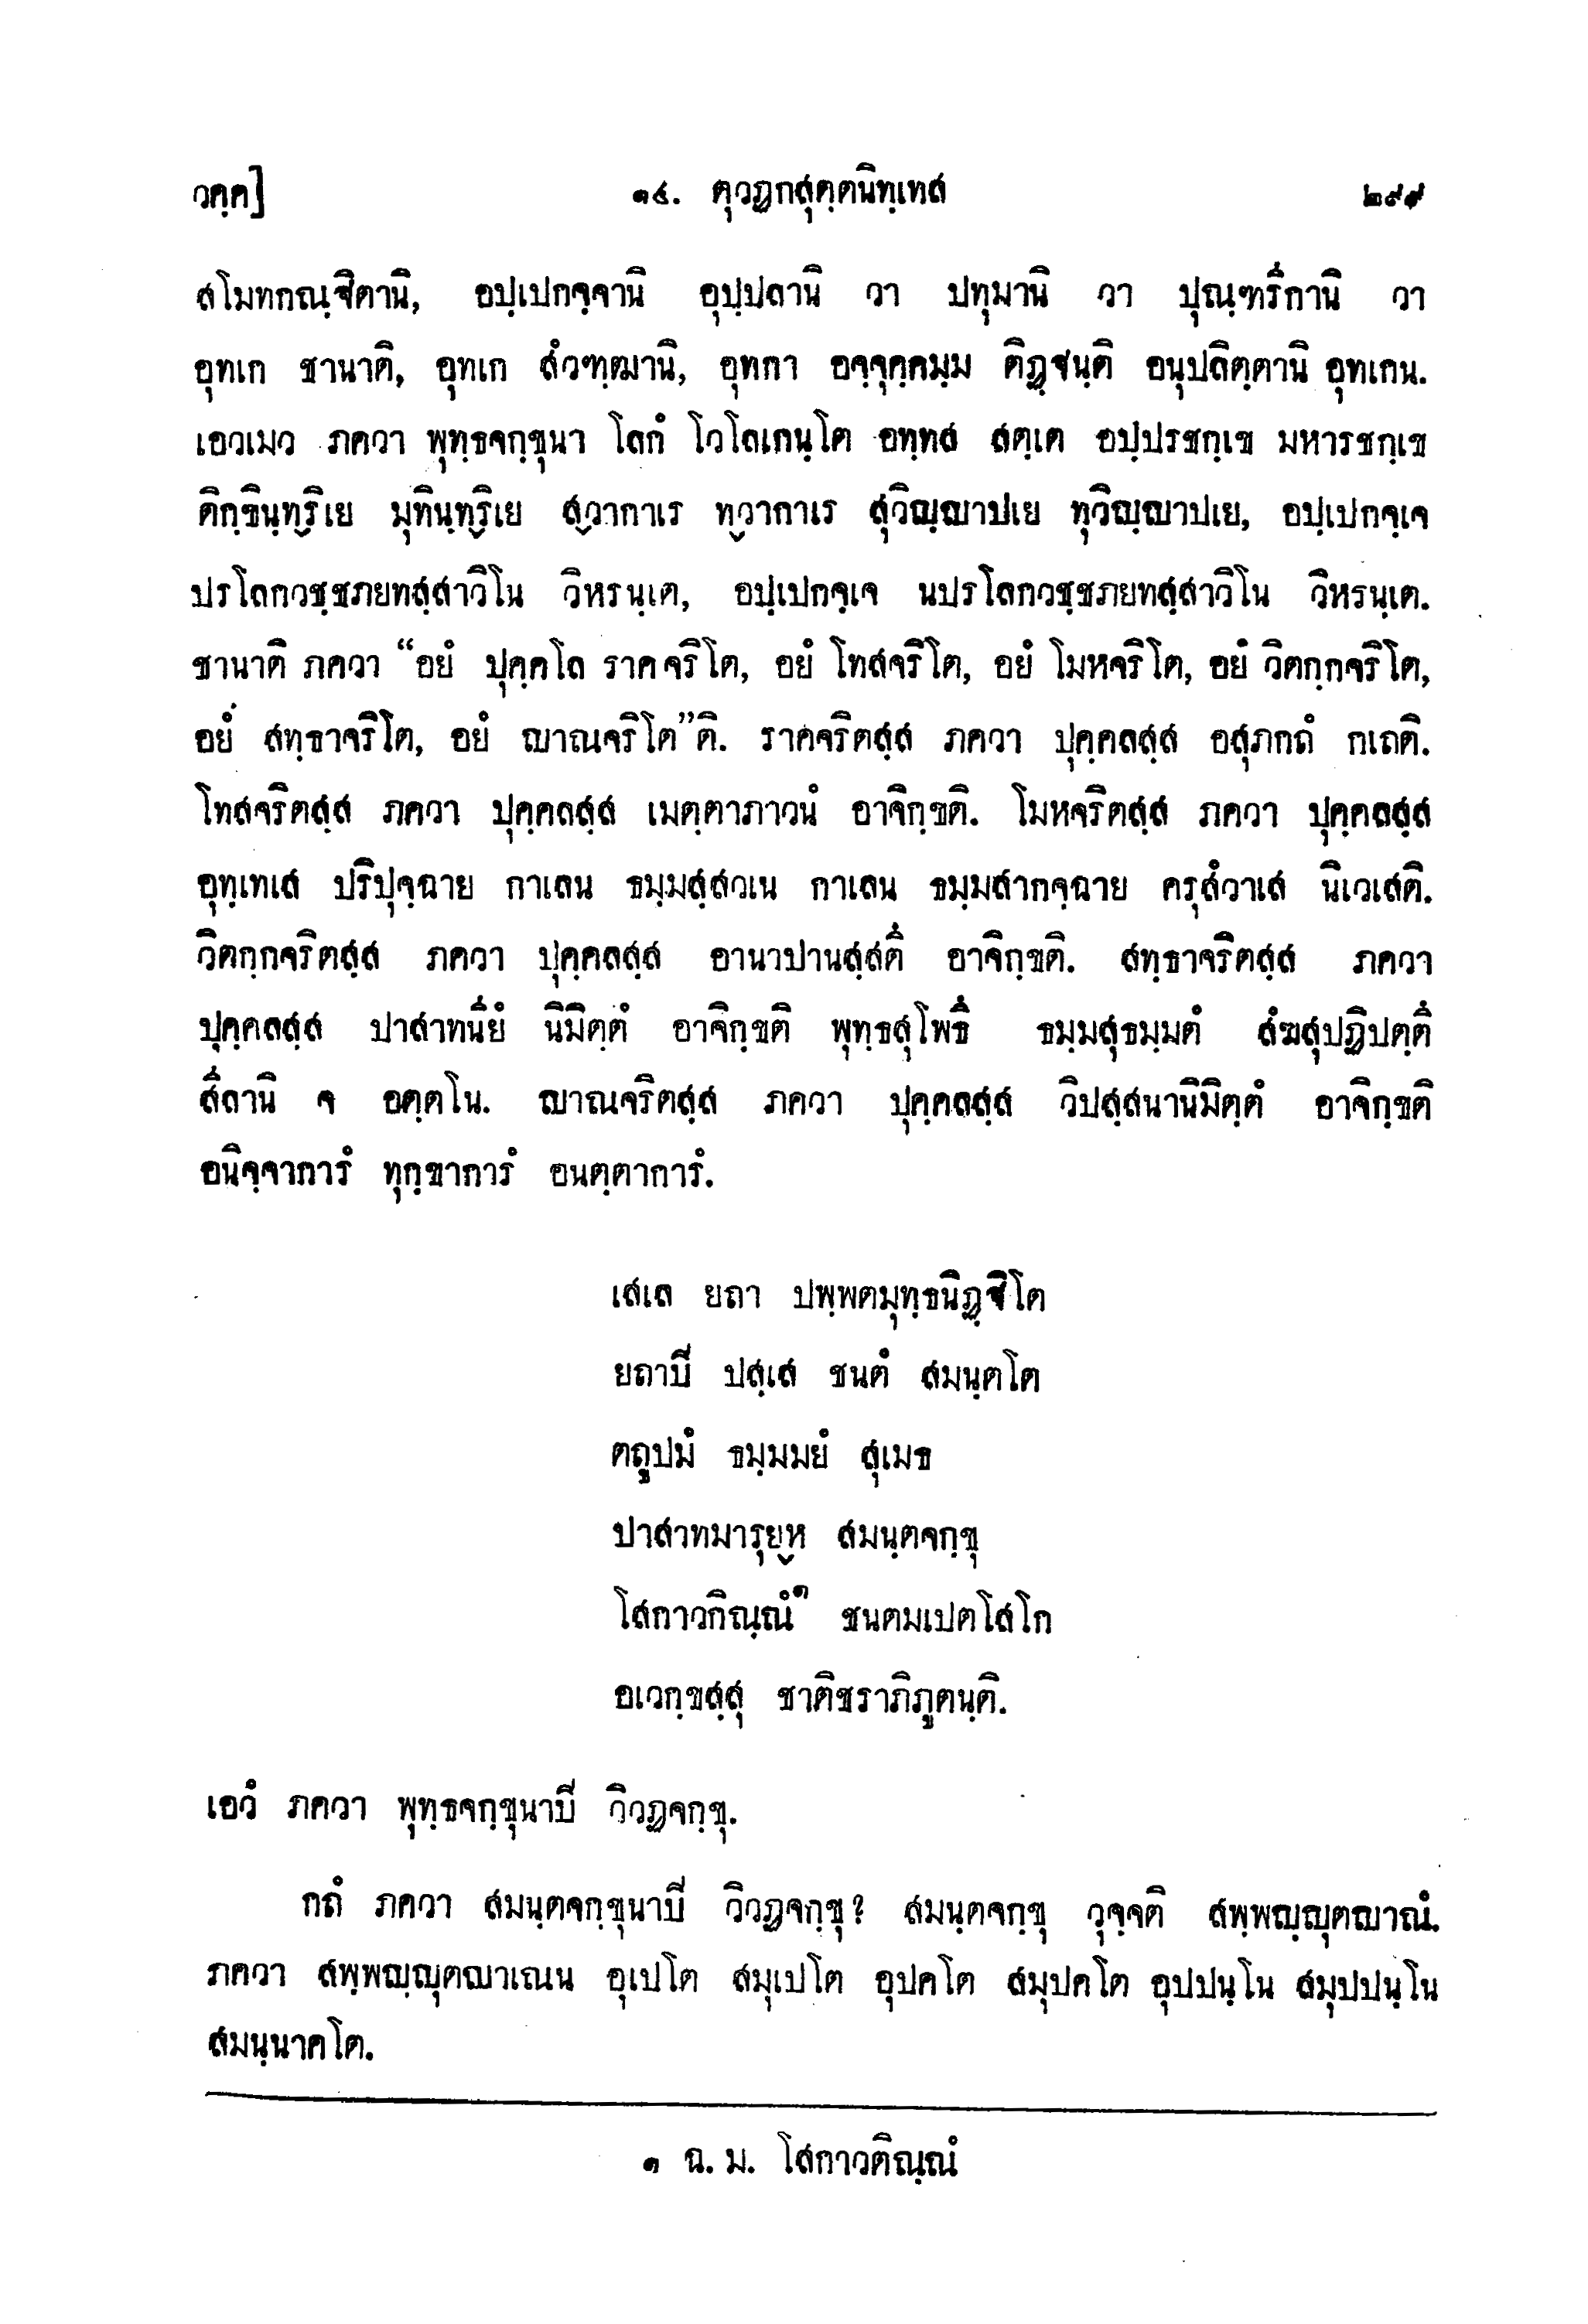 วคฺค]
๑๔. ตุวฏกสุตฺตนิทฺเทส
๒๙๙
สโมทกณฺฐิตานิ, อปฺเปกจฺจานิ อุปฺปลานิ วา ปทุมานิ วา ปุณฺฑรีกานิ วา
อุทเก ชานาติ, อุทเก สํวฑฺฒานิ, อุทกา อจฺจุคฺคมฺม ติฏฺฐนฺติ อนุปลิตฺตานิ อุทเกน.
เอวเมว ภควา พุทฺธจกฺขุนา โลกํ โวโลเกนฺโต อทฺทส สตฺเต อปฺปรชกฺเข มหารชกฺเข
ติกฺขินฺทฺริเย มุทินฺทฺริเย สฺวากาเร ทฺวากาเร สุวิญฺญาปเย ทุวิญฺญาปเย, อปฺเปกจฺเจ
ปรโลกวชฺชภยทสฺสาวิโน วิหรนฺเต, อปฺเปกจฺเจ นปรโลกวชฺชภยทสฺสาวิโน วิหรนฺเต.
ชานาติ ภควา “อยํ ปุคฺคโล ราคจริโต, อยํ โทสจริโต, อยํ โมหจริโต, อยํ วิตกฺกจริโต,
อยํ สทฺธาจริโต, อยํ ญาณจริโต”ติ. ราคจริตสฺส ภควา ปุคฺคลสฺส อสุภกถํ กเถติ.
โทสจริตสฺส ภควา ปุคฺคลสฺส เมตฺตาภาวนํ อาจิกฺขติ. โมหจริตสฺส ภควา ปุคฺคลสฺส
อุทฺเทเส ปริปุจฺฉาย กาเลน ธมฺมสฺสวเน กาเลน ธมฺมสากจฺฉาย ครุสํวาเส นิเวเสติ.
วิตกฺกจริตสฺส ภควา ปุคฺคลสฺส อานาปานสฺสตึ อาจิกฺขติ. สทฺธาจริตสฺส ภควา
ปุคฺคลสฺส ปาสาทนียํ นิมิตฺตํ อาจิกฺขติ พุทฺธสุโพธึ ธมฺมสุธมฺมตํ สํฆสุปฏิปตฺตึ
สีลานิ จ อตฺตโน. ญาณจริตสฺส ภควา ปุคฺคลสฺส วิปสฺสนานิมิตฺตํ อาจิกฺขติ
อนิจฺจาการํ ทุกฺขาการํ อนตฺตาการํ.
เสเล ยถา ปพฺพตมุทฺธนิฏฺฐิโต
ยถาปิ ปสฺเส ชนตํ สมนฺตโต
ตถูปมํ ธมฺมมยํ สุเมธ
ปาสาทมารุยฺห สมนฺตจกฺขุ
โสกาวกิณฺณํ๑ ชนตมเปตโสโก
อเวกฺขสฺสุ ชาติชราภิภูตนฺติ.
เอวํ ภควา พุทฺธจกฺขุนาปิ วิวฏจกฺขุ.
กถํ ภควา สมนฺตจกฺขุนาปิ วิวฏจกฺขุ? สมนฺตจกฺขุ วุจฺจติ สพฺพญฺญุตญาณํ.
ภควา สพฺพญฺญุตญาเณน อุเปโต สมุเปโต อุปคโต สมุปคโต อุปปนฺโน สมุปปนฺโน
สมนฺนาคโต.
๑ ฉ. ม. โสกาวติณฺณํ